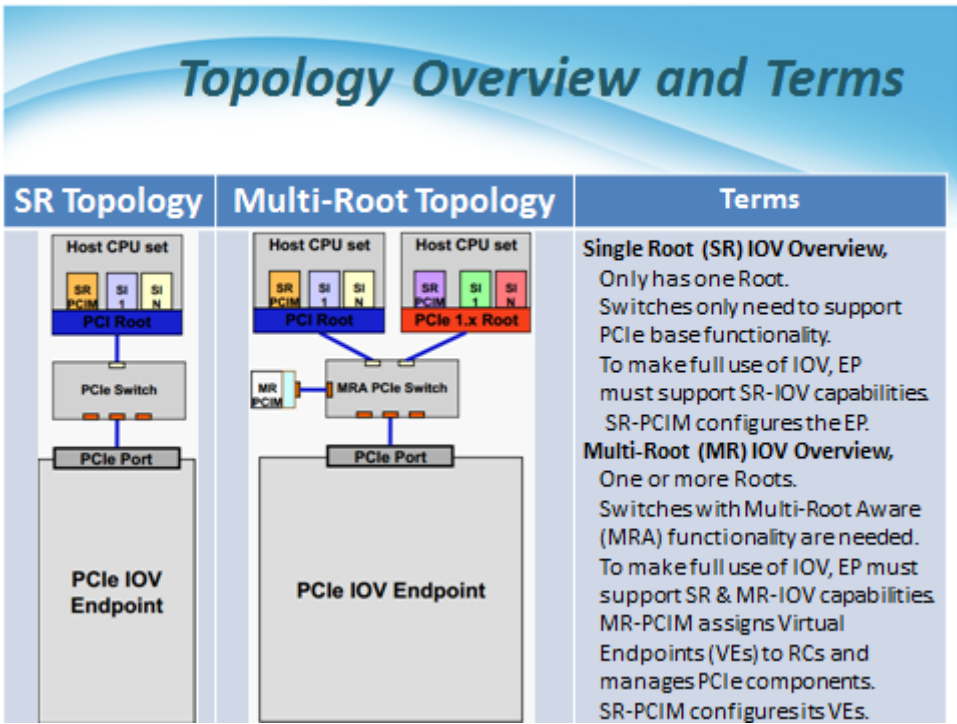 Topology Overview and Terms
SR Topology
Multi-Root Topology
Terms
Host CPU set
SR PCIM
SI 1
SI N
PCI Root
PCIe Switch
PCIe Port
PCIe IOV
Endpoint
Host CPU set
SR PCIM
SI 1
SI N
PCI Root
Host CPU set
SR PCIM
SI 1
SI N
PCIe 1.x Root
MR PCIM
MRA PCIe Switch
PCIe Port
PCIe IOV Endpoint
Single Root (SR) IOV Overview,
Only has one Root.
Switches only need to support
PCIe base functionality.
To make full use of IOV, EP
must support SR-IOV capabilities.
SR-PCIM configures the EP.
Multi-Root (MR) IOV Overview,
One or more Roots.
Switches with Multi-Root Aware
(MRA) functionality are needed.
To make full use of IOV, EP must
support SR & MR-IOV capabilities.
MR-PCIM assigns Virtual
Endpoints (VEs) to RCs and
manages PCIe components.
SR-PCIM configures its VEs.